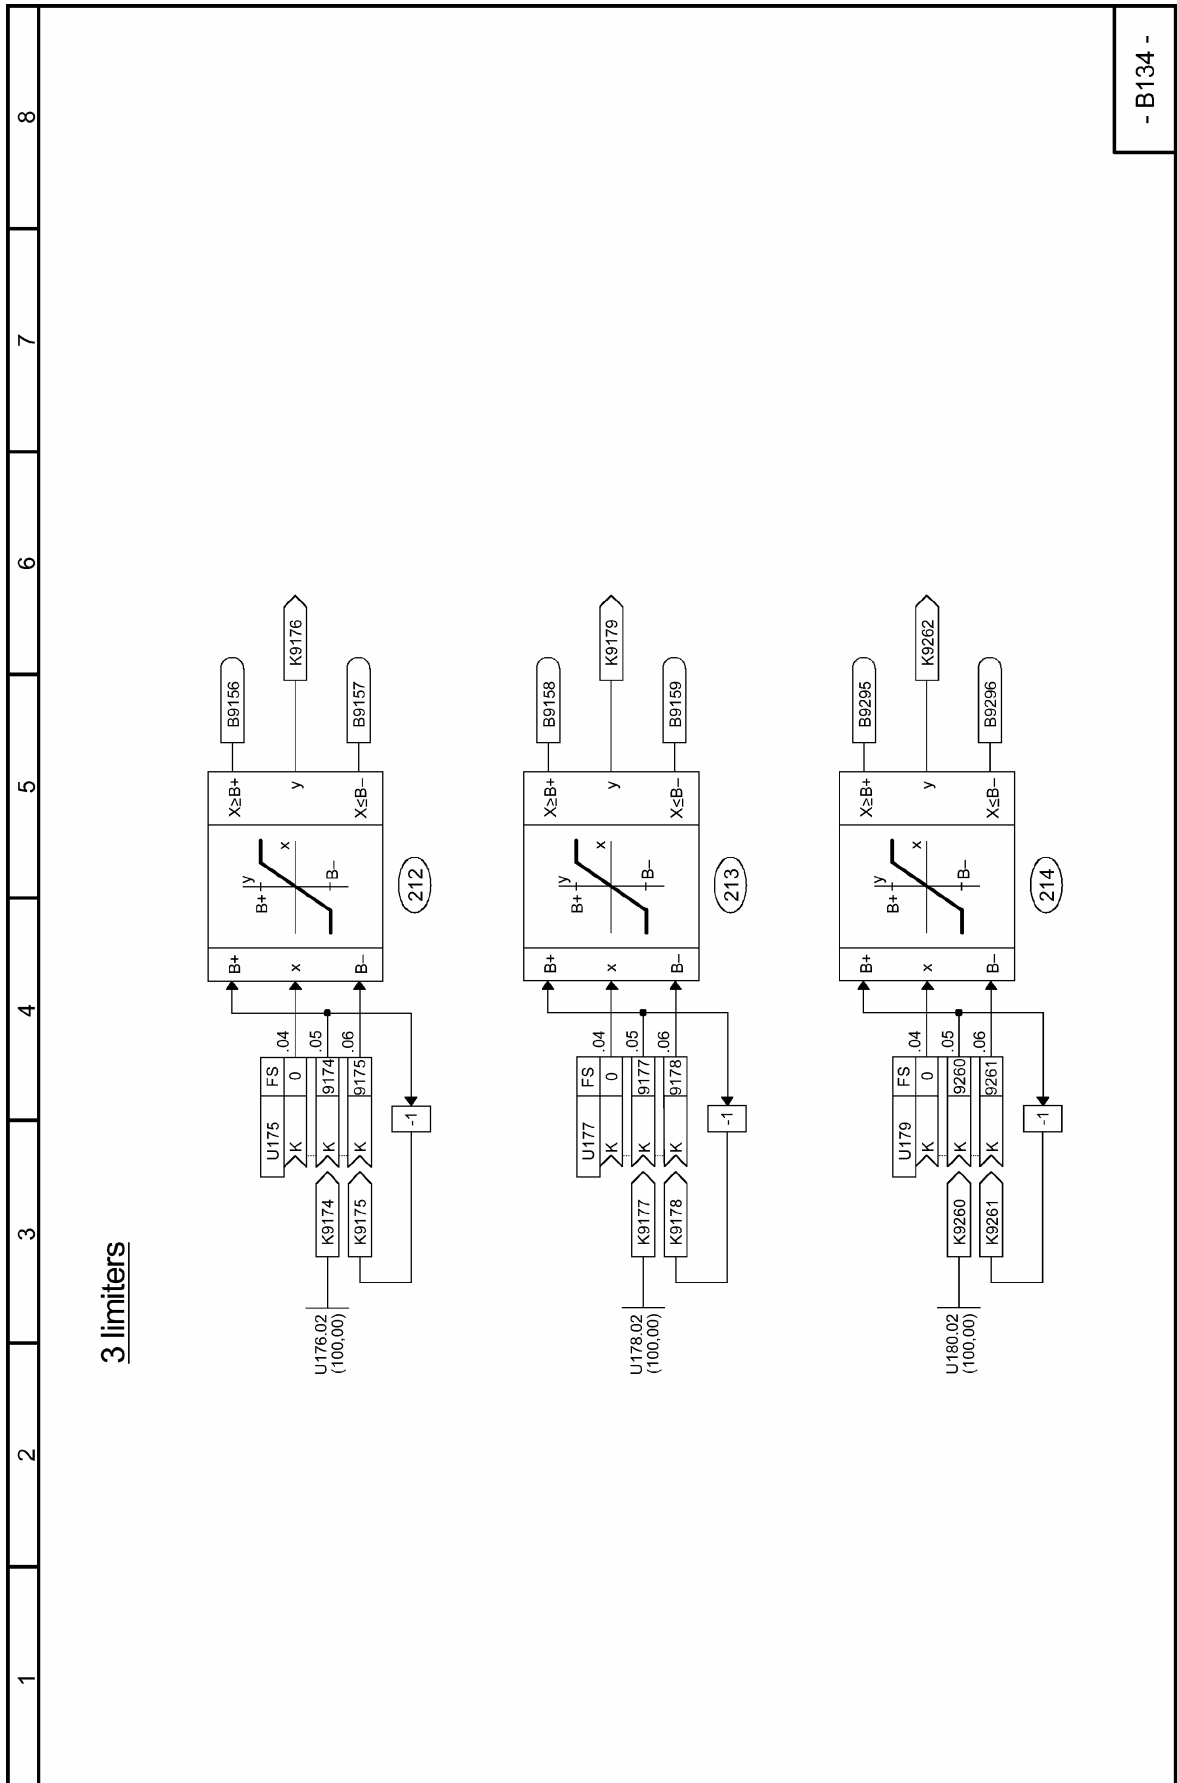 3 limiters
U176.02
(100,00)
K9174
K9175
U175 FS
K 0 .04
K 9174 .05
K 9175 .06
-1
B+
x
B–
y
B+
x
B–
X≥B+
y
X≤B–
B9156
K9176
B9157
212
U178.02
(100,00)
K9177
K9178
U177 FS
K 0 .04
K 9177 .05
K 9178 .06
-1
B+
x
B–
y
B+
x
B–
X≥B+
y
X≤B–
B9158
K9179
B9159
213
U180.02
(100,00)
K9260
K9261
U179 FS
K 0 .04
K 9260 .05
K 9261 .06
-1
B+
x
B–
y
B+
x
B–
X≥B+
y
X≤B–
B9295
K9262
B9296
214
1 2 3 4 5 6 7 8
- B134 -